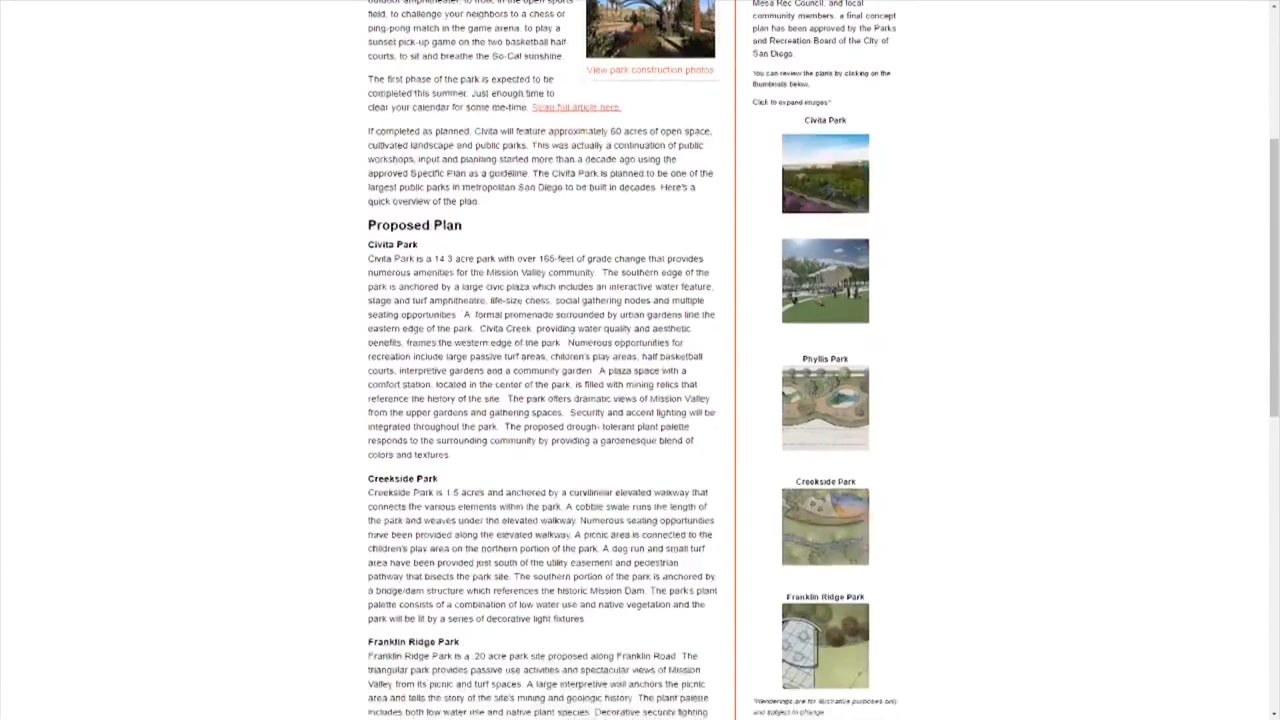 outdoor amphitheater, to frolic in the open sports
field, to challenge your neighbors to a chess or
ping-pong match in the game arena, to play a
sunset pick-up game on the two basketball half-
courts, to sit and breathe the So-Cal sunshine.
View park construction photos
The first phase of the park is expected to be
completed this summer. Just enough time to
clear your calendar for some me-time. Read full article here.
If completed as planned, Civita will feature approximately 60 acres of open space,
cultivated landscape and public parks. This was actually a continuation of public
workshops, input and planning started more than a decade ago using the
approved Specific Plan as a guideline. The Civita Park is planned to be one of the
largest public parks in metropolitan San Diego to be built in decades. Here's a
quick overview of the plan.
Proposed Plan
Civita Park
Civita Park is a 14.3 acre park with over 165-feet of grade change that provides
numerous amenities for the Mission Valley community. The southern edge of the
park is anchored by a large civic plaza which includes an interactive water feature,
stage and turf amphitheatre, life-size chess, social gathering nodes and multiple
seating opportunities. A formal promenade surrounded by urban gardens line the
eastern edge of the park. Civita Creek, providing water quality and aesthetic
benefits, frames the western edge of the park. Numerous opportunities for
recreation include large passive turf areas, children's play areas, half basketball
courts, interpretive gardens and a community garden. A plaza space with a
comfort station, located in the center of the park, is filled with mining relics that
reference the history of the site. The park offers dramatic views of Mission Valley
from the upper gardens and gathering spaces. Security and accent lighting will be
integrated throughout the park. The proposed drough- tolerant plant palette
responds to the surrounding community by providing a gardenesque blend of
colors and textures.
Creekside Park
Creekside Park is 1.5 acres and anchored by a curvilinear elevated walkway that
connects the various elements within the park. A cobble swale runs the length of
the park and weaves under the elevated walkway. Numerous seating opportunities
have been provided along the elevated walkway. A picnic area is connected to the
children's play area on the northern portion of the park. A dog run and small turf
area have been provided just south of the utility easement and pedestrian
pathway that bisects the park site. The southern portion of the park is anchored by
a bridge/dam structure which references the historic Mission Dam. The park's plant
palette consists of a combination of low water use and native vegetation and the
park will be lit by a series of decorative light fixtures.
Franklin Ridge Park
Franklin Ridge Park is a .20 acre park site proposed along Franklin Road. The
triangular park provides passive use activities and spectacular views of Mission
Valley from its picnic and turf spaces. A large interpretive wall anchors the picnic
area and tells the story of the site's mining and geologic history. The plant palette
includes both low water use and native plant species. Decorative security lighting
Mesa Rec Council, and local
community members, a final concept
plan has been approved by the Parks
and Recreation Board of the City of
San Diego.
You can review the plans by clicking on the
thumbnails below.
Click to expand images*
Civita Park
Phyllis Park
Creekside Park
Franklin Ridge Park
*Renderings are for illustrative purposes only
and subject to change